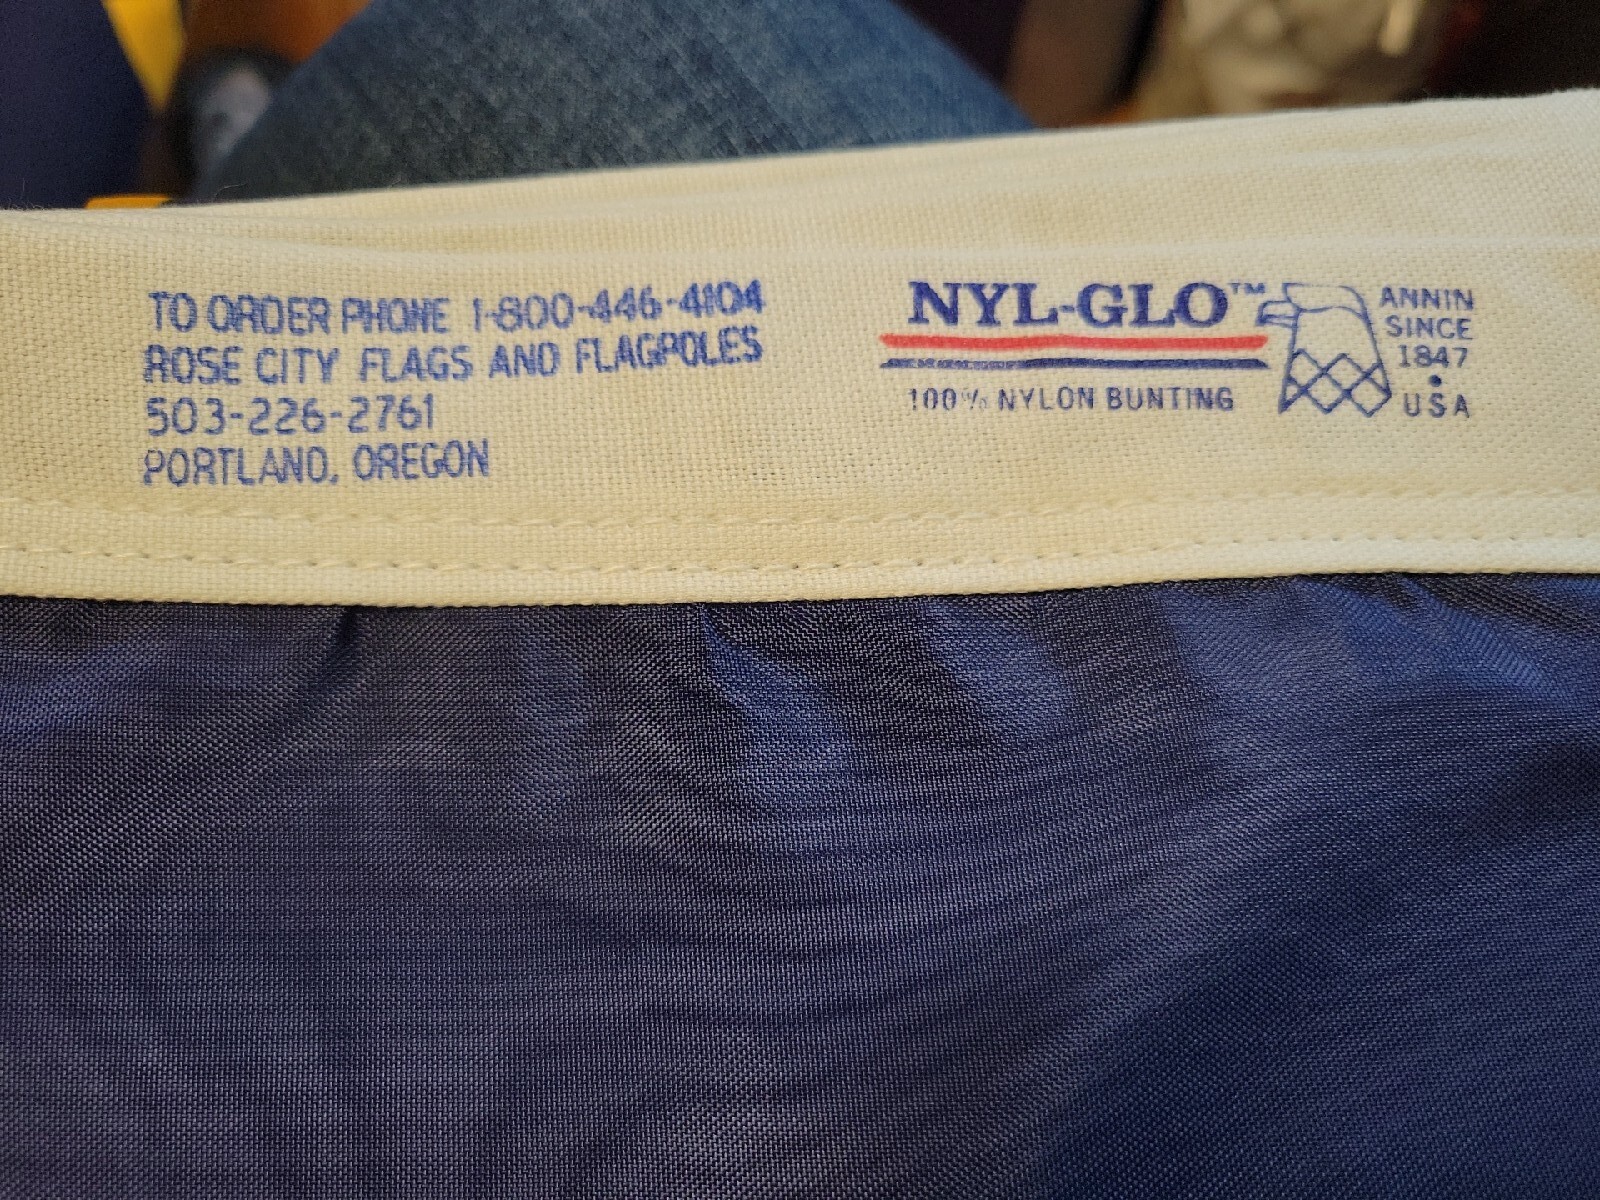 TO ORDER PHONE 1-800-446-4104
ROSE CITY FLAGS AND FLAGPOLES
503-226-2761
PORTLAND, OREGON
NYL-GLO™
100% NYLON BUNTING
ANNIN
SINCE
1847
•
USA